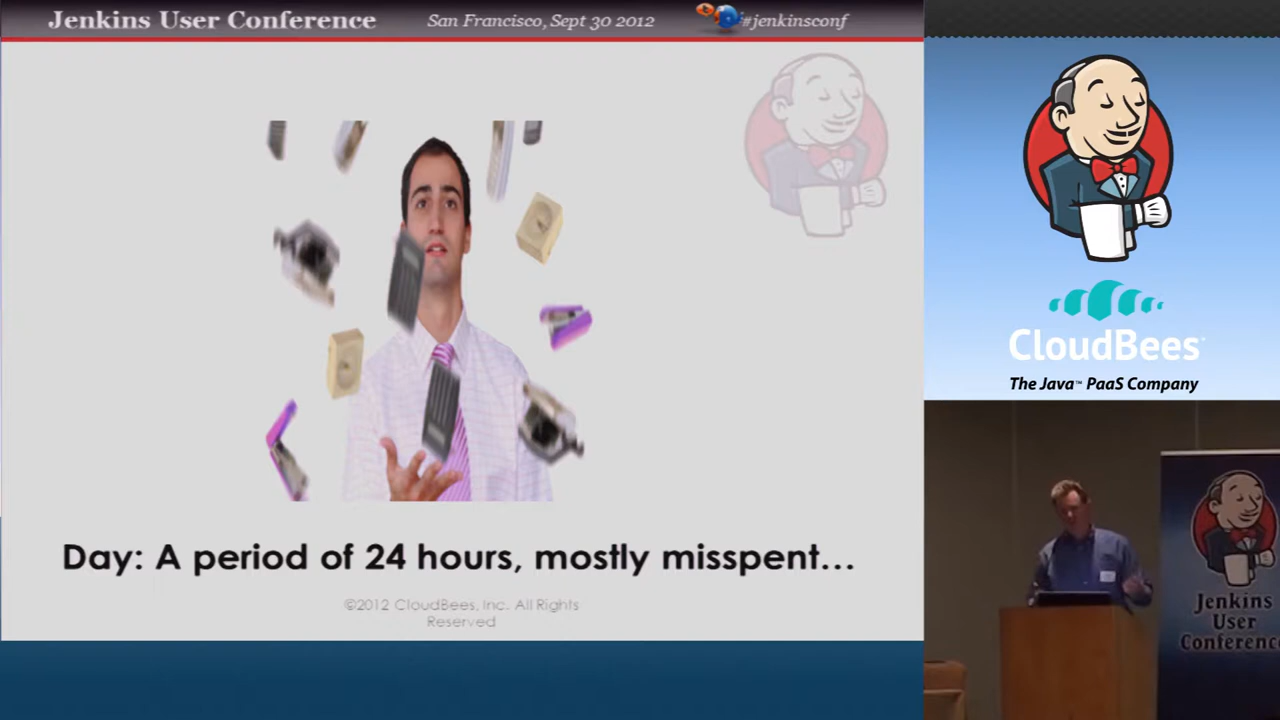 Jenkins User Conference
San Francisco, Sept 30 2012
#jenkinsconf
Day: A period of 24 hours, mostly misspent...
©2012 CloudBees, Inc. All Rights
Reserved
CloudBees
The Java™ PaaS Company
Jenkins
User
Conference